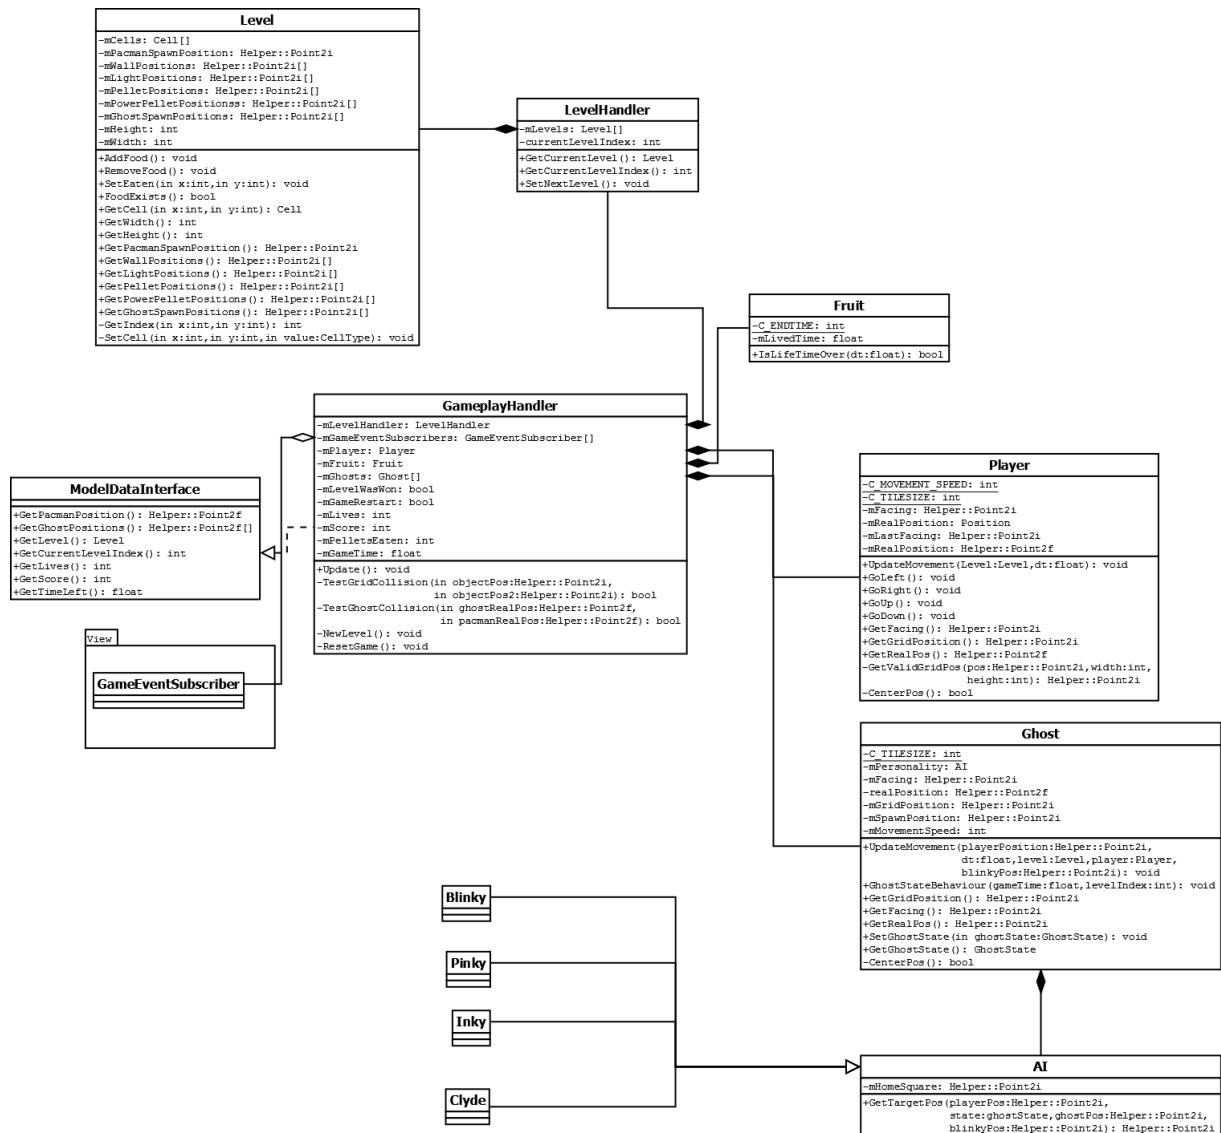 Level
-mCells: Cell[]
-mPacmanSpawnPosition: Helper::Point2i
-mWallPositions: Helper::Point2i[]
-mLightPositions: Helper::Point2i[]
-mPelletPositions: Helper::Point2i[]
-mPowerPelletPositionss: Helper::Point2i[]
-mGhostSpawnPositions: Helper::Point2i[]
-mHeight: int
-mWidth: int
+AddFood(): void
+RemoveFood(): void
+SetEaten(in x:int,in y:int): void
+FoodExists(): bool
+GetCell(in x:int,in y:int): Cell
+GetWidth(): int
+GetHeight(): int
+GetPacmanSpawnPosition(): Helper::Point2i
+GetWallPositions(): Helper::Point2i[]
+GetLightPositions(): Helper::Point2i[]
+GetPelletPositions(): Helper::Point2i[]
+GetPowerPelletPositions(): Helper::Point2i[]
+GetGhostSpawnPositions(): Helper::Point2i[]
-GetIndex(in x:int,in y:int): int
-SetCell(in x:int,in y:int,in value:CellType): void
LevelHandler
-mLevels: Level[]
-currentLevelIndex: int
+GetCurrentLevel(): Level
+GetCurrentLevelIndex(): int
+SetNextLevel(): void
Fruit
-C_ENDTIME: int
-mLivedTime: float
+IsLifeTimeOver(dt:float): bool
GameplayHandler
-mLevelHandler: LevelHandler
-mGameEventSubscribers: GameEventSubscriber[]
-mPlayer: Player
-mFruit: Fruit
-mGhosts: Ghost[]
-mLevelWasWon: bool
-mGameRestart: bool
-mLives: int
-mScore: int
-mPelletsEaten: int
-mGameTime: float
+Update(): void
-TestGridCollision(in objectPos:Helper::Point2i,
in objectPos2:Helper::Point2i): bool
-TestGhostCollision(in ghostRealPos:Helper::Point2f,
in pacmanRealPos:Helper::Point2f): bool
-NewLevel(): void
-ResetGame(): void
ModelDataInterface
+GetPacmanPosition(): Helper::Point2f
+GetGhostPositions(): Helper::Point2f[]
+GetLevel(): Level
+GetCurrentLevelIndex(): int
+GetLives(): int
+GetScore(): int
+GetTimeLeft(): float
View
GameEventSubscriber
Player
-C_MOVEMENT_SPEED: int
-C_TILESIZE: int
-mFacing: Helper::Point2i
-mRealPosition: Position
-mLastFacing: Helper::Point2i
-mRealPosition: Helper::Point2f
+UpdateMovement(Level:Level,dt:float): void
+GoLeft(): void
+GoRight(): void
+GoUp(): void
+GoDown(): void
+GetFacing(): Helper::Point2i
+GetGridPosition(): Helper::Point2i
+GetRealPos(): Helper::Point2f
-GetValidGridPos(pos:Helper::Point2i,width:int,
height:int): Helper::Point2i
-CenterPos(): bool
Ghost
-C_TILESIZE: int
-mPersonality: AI
-mFacing: Helper::Point2i
-realPosition: Helper::Point2f
-mGridPosition: Helper::Point2i
-mSpawnPosition: Helper::Point2i
-mMovementSpeed: int
+UpdateMovement(playerPosition:Helper::Point2i,
dt:float,level:Level,player:Player,
blinkyPos:Helper::Point2i): void
+GhostStateBehaviour(gameTime:float,levelIndex:int): void
+GetGridPosition(): Helper::Point2i
+GetFacing(): Helper::Point2i
+GetRealPos(): Helper::Point2i
+SetGhostState(in ghostState:GhostState): void
+GetGhostState(): GhostState
-CenterPos(): bool
Blinky
Pinky
Inky
Clyde
AI
-mHomeSquare: Helper::Point2i
+GetTargetPos(playerPos:Helper::Point2i,
state:ghostState,ghostPos:Helper::Point2i,
blinkyPos:Helper::Point2i): Helper::Point2i